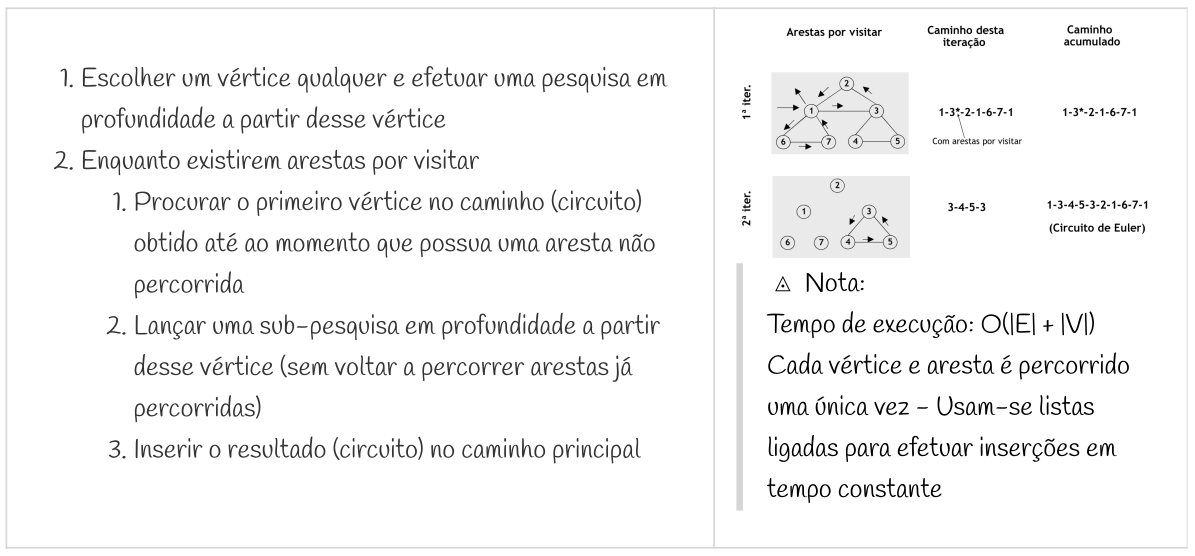 1. Escolher um vértice qualquer e efetuar uma pesquisa em
profundidade a partir desse vértice
2. Enquanto existirem arestas por visitar
1. Procurar o primeiro vértice no caminho (circuito)
obtido até ao momento que possua uma aresta não
percorrida
2. Lançar uma sub-pesquisa em profundidade a partir
desse vértice (sem voltar a percorrer arestas já
percorridas)
3. Inserir o resultado (circuito) no caminho principal
Arestas por visitar
Caminho desta
iteração
Caminho
acumulado
1ª iter.
2
1
3
6
7
4
5
1-3*-2-1-6-7-1
Com arestas por visitar
1-3*-2-1-6-7-1
2ª iter.
2
1
3
6
7
4
5
3-4-5-3
1-3-4-5-3-2-1-6-7-1
(Circuito de Euler)
Nota:
Tempo de execução: O(|E| + |V|)
Cada vértice e aresta é percorrido
uma única vez - Usam-se listas
ligadas para efetuar inserções em
tempo constante